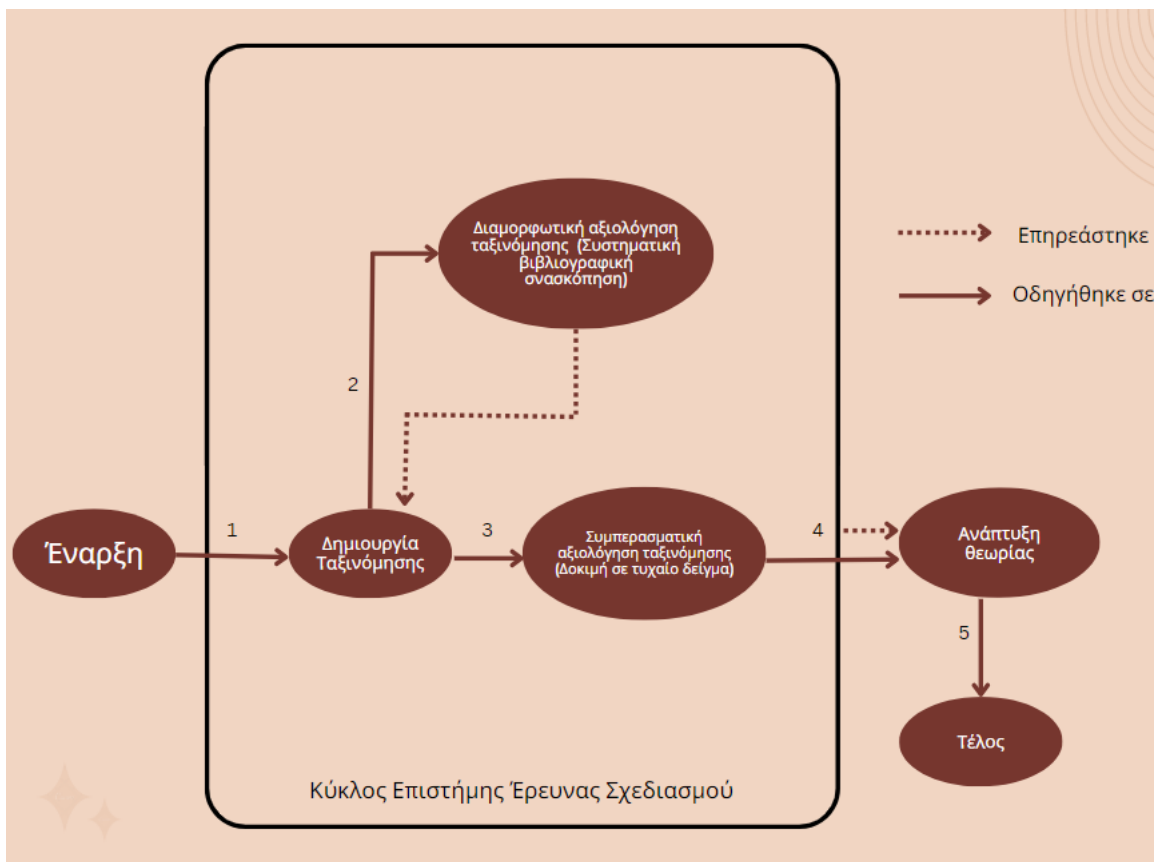 Διαμορφωτική αξιολόγηση
ταξινόμησης (Συστηματική
βιβλιογραφική
σνασκόπηση)
Επηρεάστηκε
Οδηγήθηκε σε
2
Έναρξη
1
Δημιουργία
Ταξινόμησης
3
Συμπερασματική
αξιολόγηση ταξινόμησης
(Δοκιμή σε τυχαίο δείγμα)
4
Ανάπτυξη
θεωρίας
5
Τέλος
Κύκλος Επιστήμης Έρευνας Σχεδιασμού